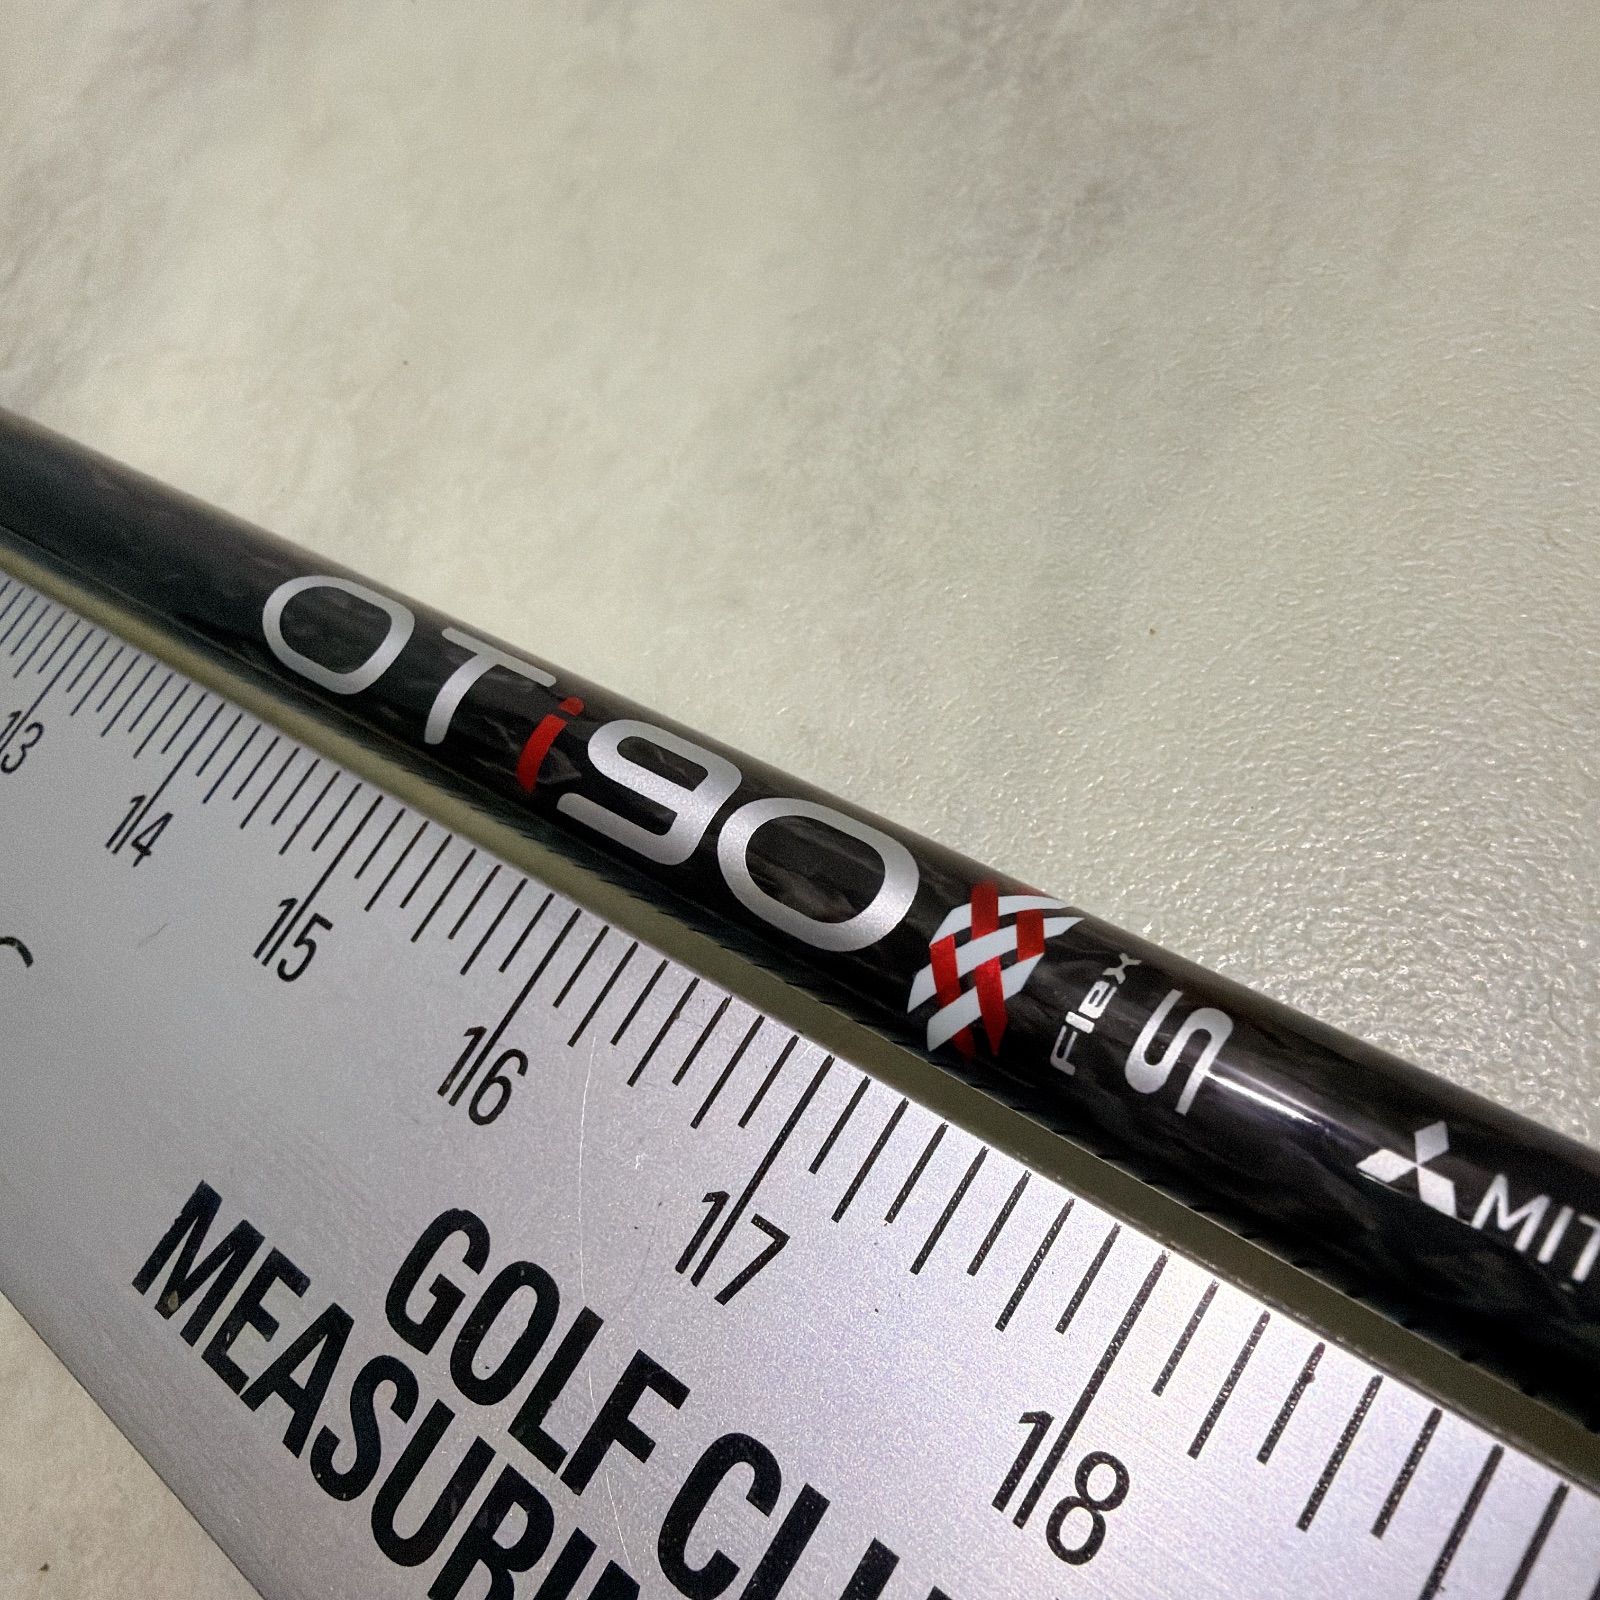 OTi90 Flex S MIT
13 14 15 16 17 18
GOLF CLU
MEASURIN